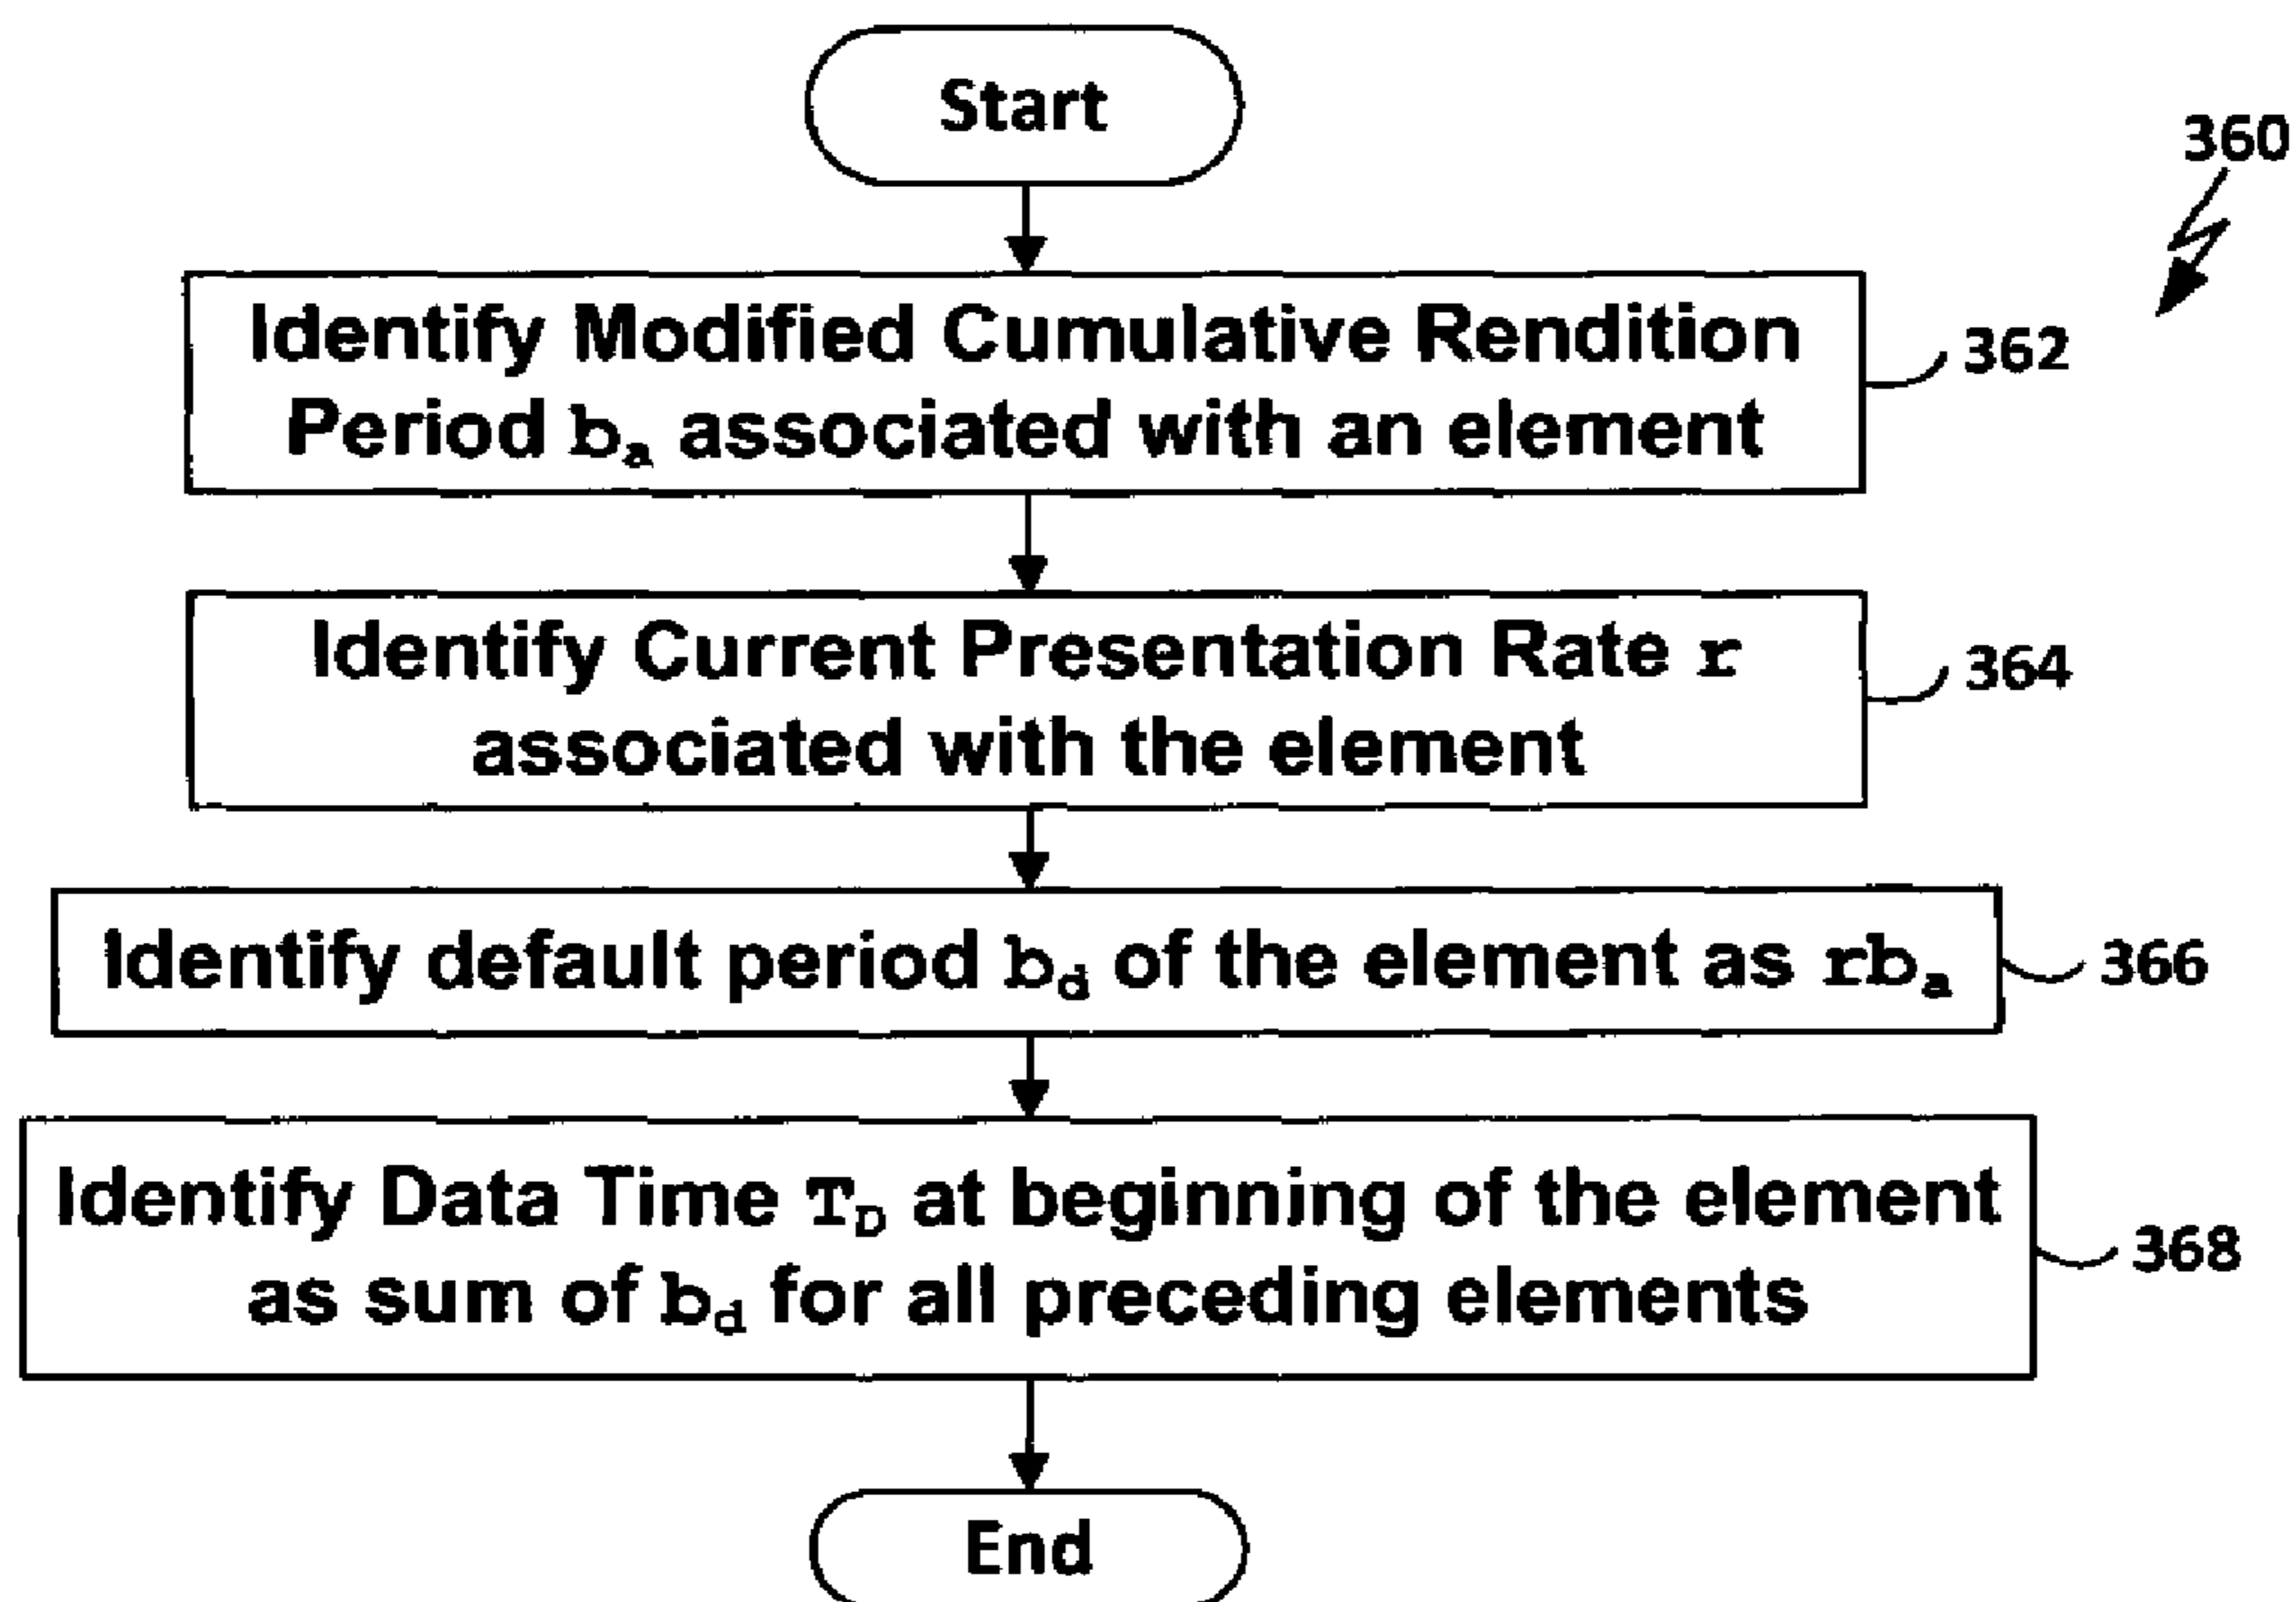 Start
360
Identify Modified Cumulative Rendition
Period bₐ associated with an element
362
Identify Current Presentation Rate r
associated with the element
364
Identify default period b_d of the element as rbₐ
366
Identify Data Time T_D at beginning of the element
as sum of b_d for all preceding elements
368
End